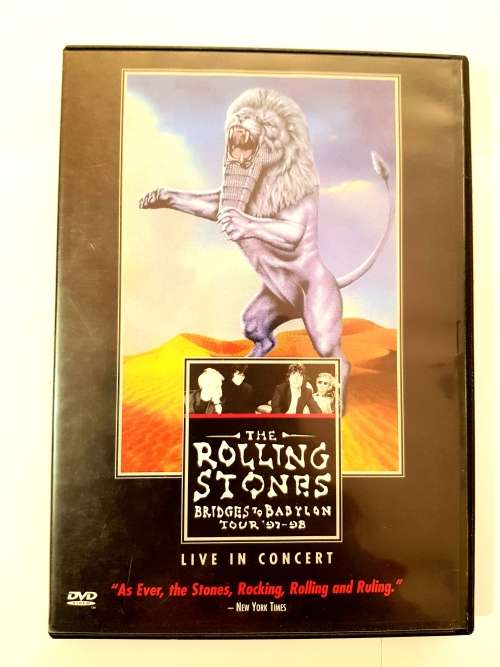 THE
ROLLING
STONES
BRIDGES TO BABYLON
TOUR '97-98
LIVE IN CONCERT
"As Ever, the Stones, Rocking, Rolling and Ruling."
– NEW YORK TIMES
DVD
VIDEO